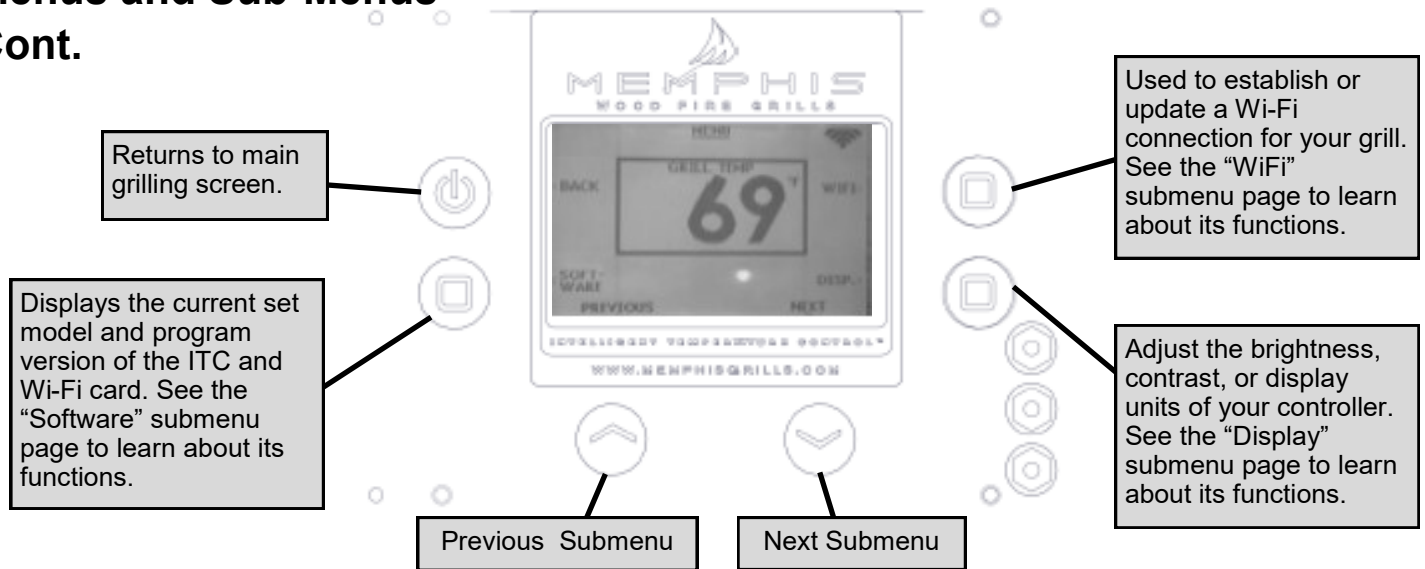 Menus and Sub-Menus
Cont.
MEMPHIS
WOOD FIRE GRILLS
Returns to main
grilling screen.
Displays the current set
model and program
version of the ITC and
Wi-Fi card. See the
“Software” submenu
page to learn about its
functions.
MENU
GRILL TEMP
BACK
69 °F
WIFI
SOFT-
WARE
DISP.
PREVIOUS
NEXT
INTELLIGENT TEMPERATURE CONTROL™
WWW.MEMPHISGRILLS.COM
Used to establish or
update a Wi-Fi
connection for your grill.
See the “WiFi”
submenu page to learn
about its functions.
Adjust the brightness,
contrast, or display
units of your controller.
See the “Display”
submenu page to learn
about its functions.
Previous Submenu
Next Submenu